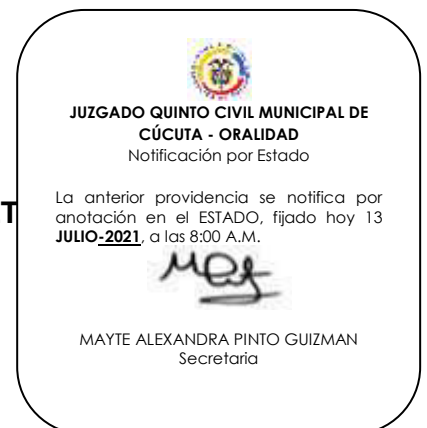 JUZGADO QUINTO CIVIL MUNICIPAL DE
CÚCUTA - ORALIDAD
Notificación por Estado
La anterior providencia se notifica por
T
anotación en el ESTADO, fijado hoy 13
JULIO-2021, a las 8:00 A.M.
MAYTE ALEXANDRA PINTO GUIZMAN
Secretaria